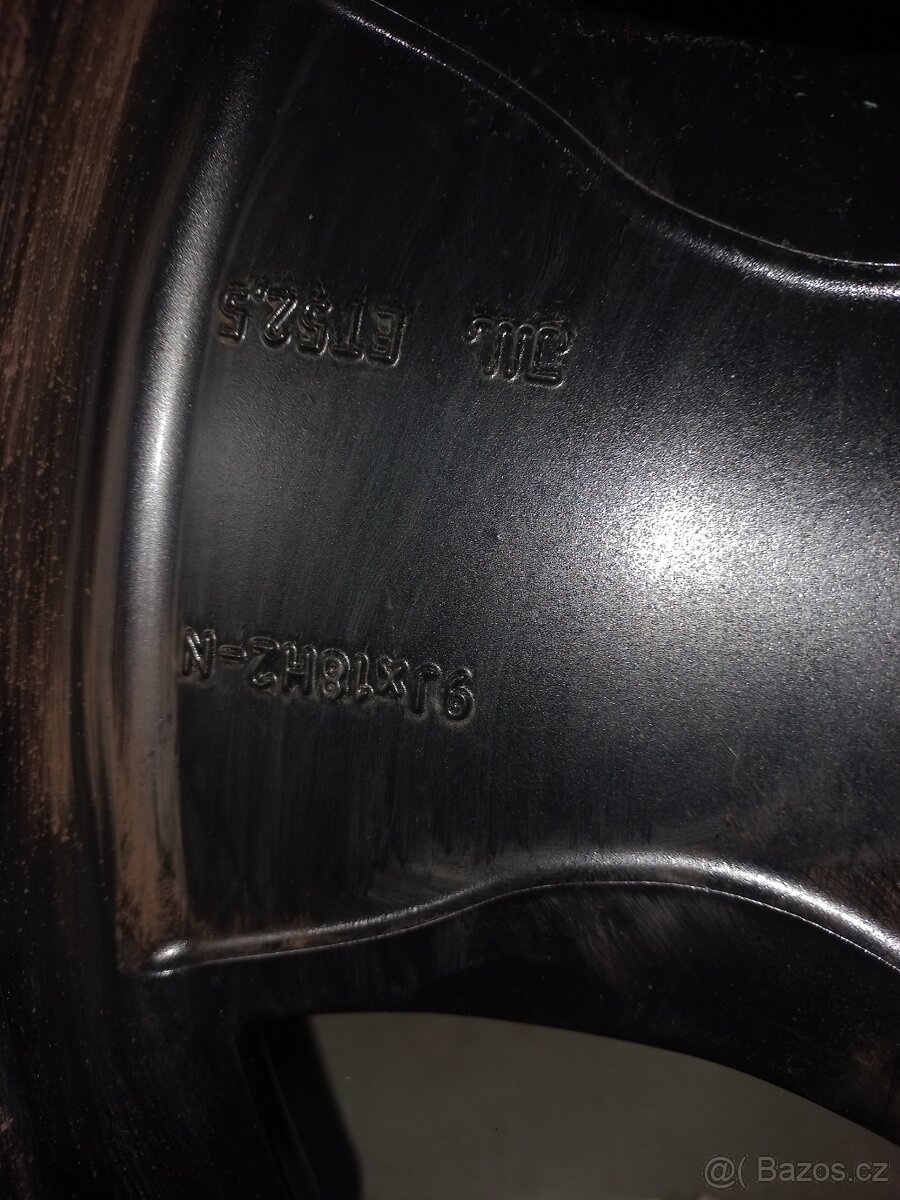 9Jx18H2-N
ET52,5
@( Bazos.cz